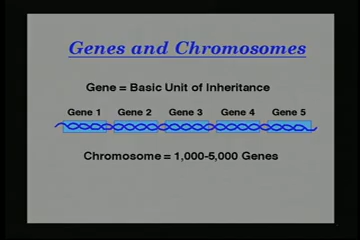 Genes and Chromosomes
Gene = Basic Unit of Inheritance
Gene 1 Gene 2 Gene 3 Gene 4 Gene 5
Chromosome = 1,000-5,000 Genes